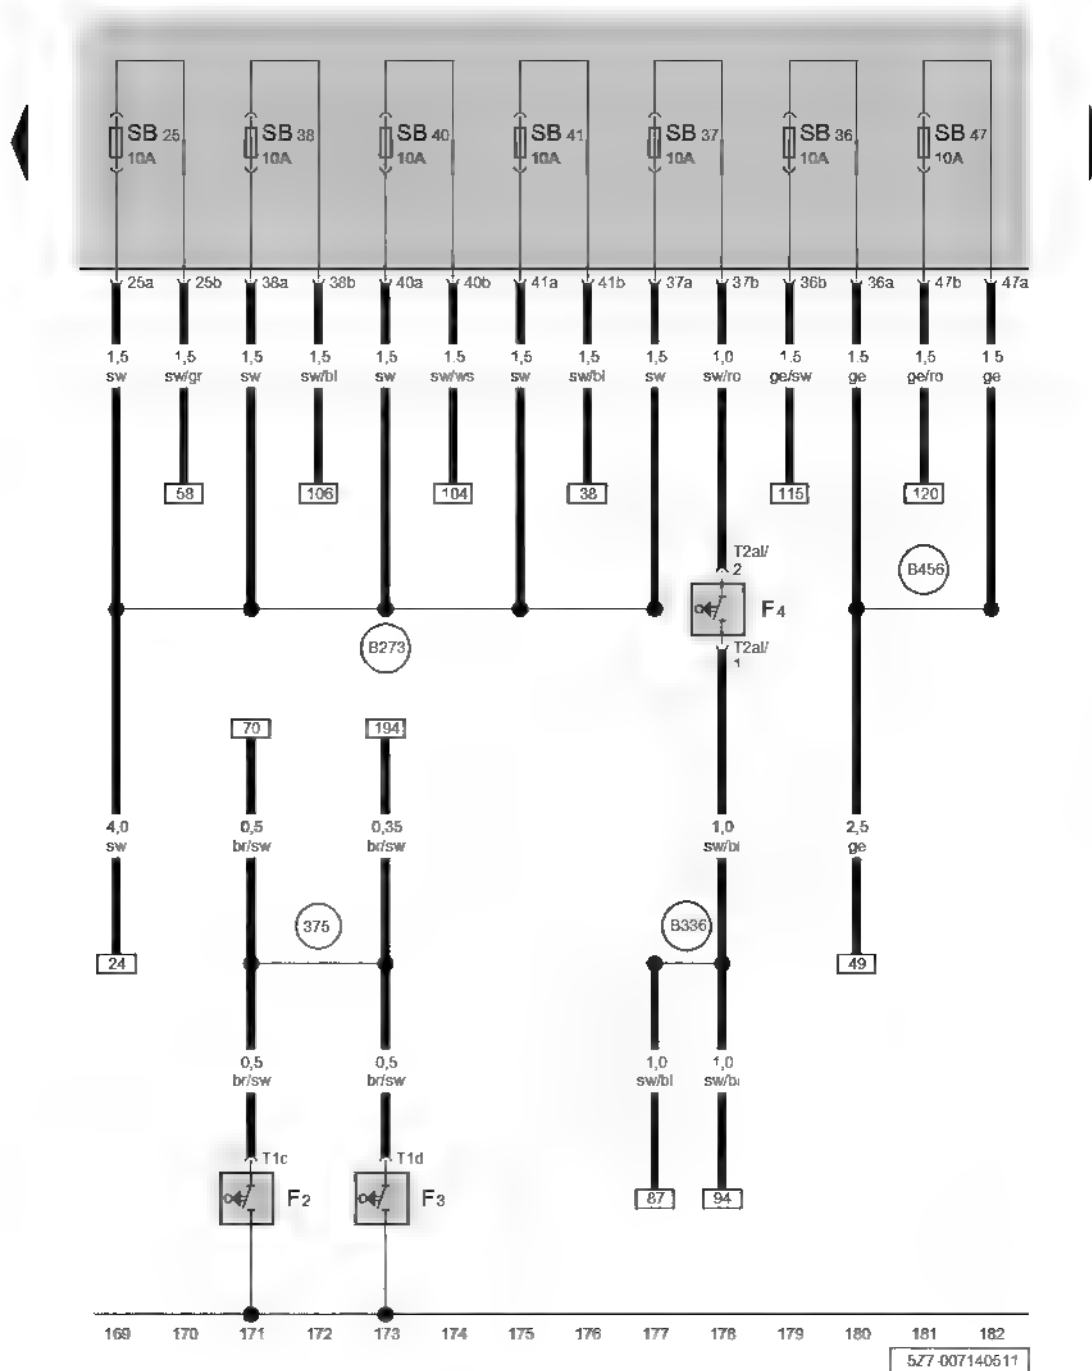 SB 25 SB 38 SB 40 SB 41 SB 37 SB 36 SB 47
10A 10A 10A 10A 10A 10A 10A
25a 25b 38a 38b 40a 40b 41a 41b 37a 37b 36b 36a 47b 47a
1,5 1,5 1,5 1,5 1,5 1,5 1,5 1,5 1,5 1,0 1,5 1,5 1,5 1,5
sw sw/gr sw sw/bl sw sw/ws sw sw/bl sw sw/ro ge/sw ge ge/ro ge
58 106 104 38 115 120
T2al/
2
B456
F4
B273
T2al/
1
70 194
4,0 0,5 0,35 1,0 2,5
sw br/sw br/sw ge
375 B336
24 49
0,5 0,5 1,0 1,0
br/sw br/sw sw/bl
T1c T1d
F2 F3 87 94
169 170 171 172 173 174 175 176 177 178 179 180 181 182
5Z7-007140511